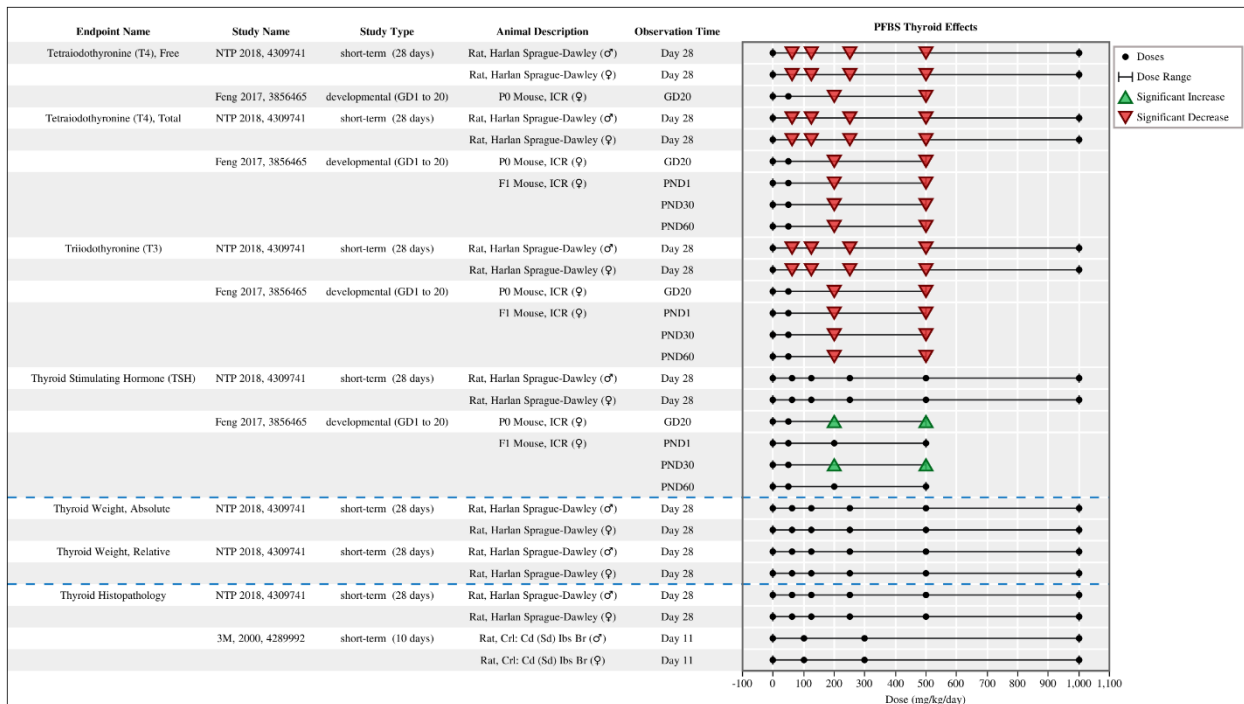 PFBS Thyroid Effects
Endpoint Name Study Name Study Type Animal Description Observation Time
Tetraiodothyronine (T4), Free NTP 2018, 4309741 short-term (28 days) Rat, Harlan Sprague-Dawley (♂) Day 28
Rat, Harlan Sprague-Dawley (♀) Day 28
Feng 2017, 3856465 developmental (GD1 to 20) P0 Mouse, ICR (♀) GD20
Tetraiodothyronine (T4), Total NTP 2018, 4309741 short-term (28 days) Rat, Harlan Sprague-Dawley (♂) Day 28
Rat, Harlan Sprague-Dawley (♀) Day 28
Feng 2017, 3856465 developmental (GD1 to 20) P0 Mouse, ICR (♀) GD20
F1 Mouse, ICR (♀) PND1
PND30
PND60
Triiodothyronine (T3) NTP 2018, 4309741 short-term (28 days) Rat, Harlan Sprague-Dawley (♂) Day 28
Rat, Harlan Sprague-Dawley (♀) Day 28
Feng 2017, 3856465 developmental (GD1 to 20) P0 Mouse, ICR (♀) GD20
F1 Mouse, ICR (♀) PND1
PND30
PND60
Thyroid Stimulating Hormone (TSH) NTP 2018, 4309741 short-term (28 days) Rat, Harlan Sprague-Dawley (♂) Day 28
Rat, Harlan Sprague-Dawley (♀) Day 28
Feng 2017, 3856465 developmental (GD1 to 20) P0 Mouse, ICR (♀) GD20
F1 Mouse, ICR (♀) PND1
PND30
PND60
Thyroid Weight, Absolute NTP 2018, 4309741 short-term (28 days) Rat, Harlan Sprague-Dawley (♂) Day 28
Rat, Harlan Sprague-Dawley (♀) Day 28
Thyroid Weight, Relative NTP 2018, 4309741 short-term (28 days) Rat, Harlan Sprague-Dawley (♂) Day 28
Rat, Harlan Sprague-Dawley (♀) Day 28
Thyroid Histopathology NTP 2018, 4309741 short-term (28 days) Rat, Harlan Sprague-Dawley (♂) Day 28
Rat, Harlan Sprague-Dawley (♀) Day 28
3M, 2000, 4289992 short-term (10 days) Rat, Crl: Cd (Sd) Ibs Br (♂) Day 11
Rat, Crl: Cd (Sd) Ibs Br (♀) Day 11
-100 0 100 200 300 400 500 600 700 800 900 1,000 1,100
Dose (mg/kg/day)
Doses
Dose Range
Significant Increase
Significant Decrease